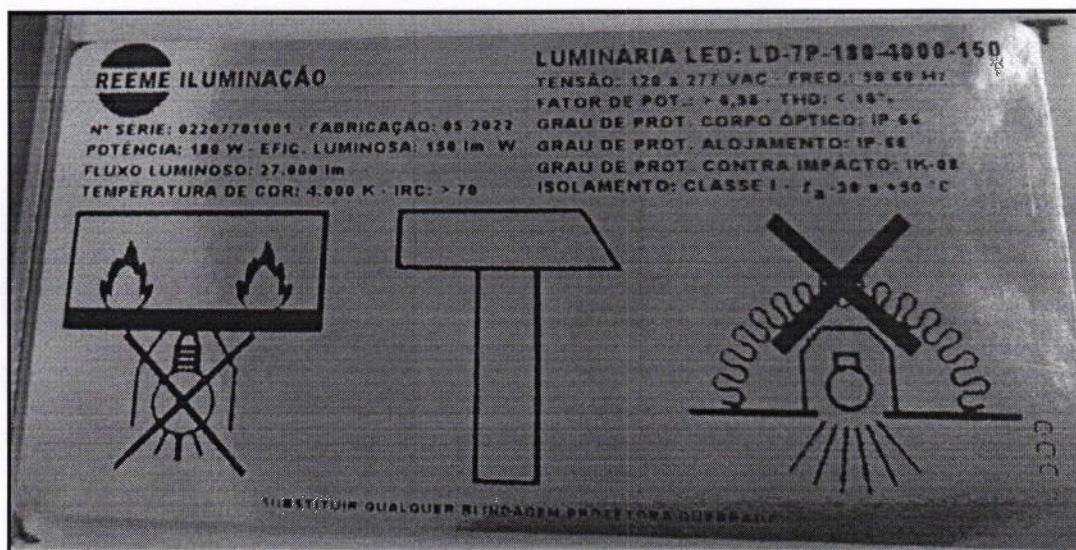 REEME ILUMINAÇÃO
Nº SÉRIE: 02207701001 - FABRICAÇÃO: 05 2022
POTÊNCIA: 180 W - EFIC. LUMINOSA: 150 lm W
FLUXO LUMINOSO: 27.000 lm
TEMPERATURA DE COR: 4.000 K - IRC: > 70
LUMINÁRIA LED: LD-7P-180-4000-150
TENSÃO: 120 a 277 VAC - FREQ.: 50 60 Hz
FATOR DE POT.: > 0,98 - THD: < 10%
GRAU DE PROT. CORPO ÓPTICO: IP-66
GRAU DE PROT. ALOJAMENTO: IP-66
GRAU DE PROT. CONTRA IMPACTO: IK-08
ISOLAMENTO: CLASSE I - ta -30 a +50 °C
SUBSTITUIR QUALQUER BLINDAGEM PROTETORA QUEBRADA